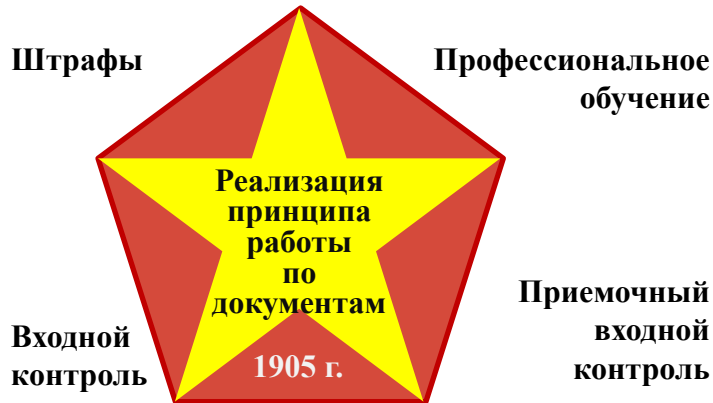 Штрафы
Профессиональное
обучение
Реализация
принципа
работы
по
документам
Входной
контроль
Приемочный
входной
контроль
1905 г.